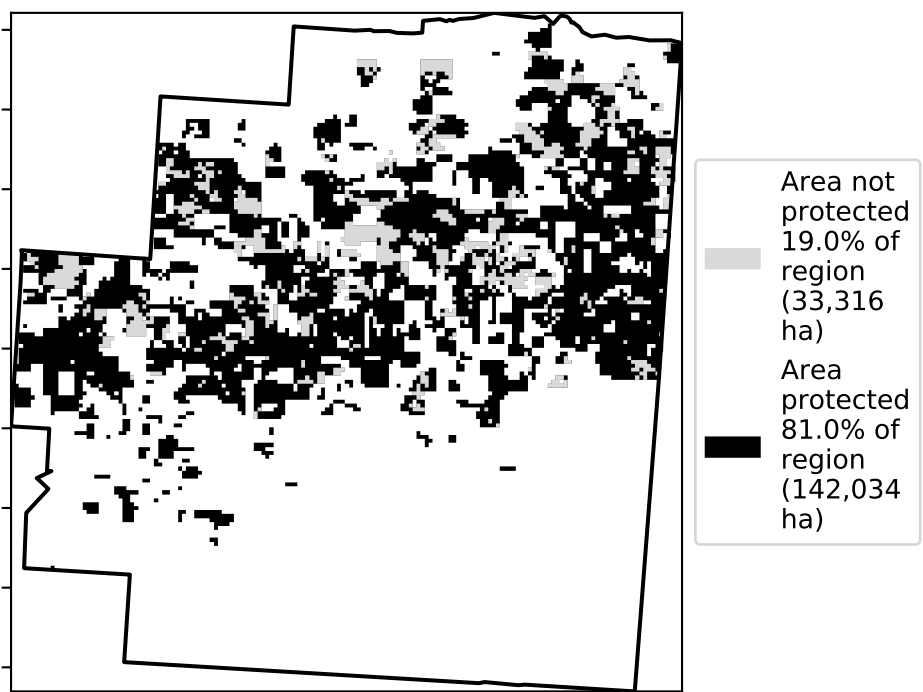 Area not
protected
19.0% of
region
(33,316
ha)
Area
protected
81.0% of
region
(142,034
ha)